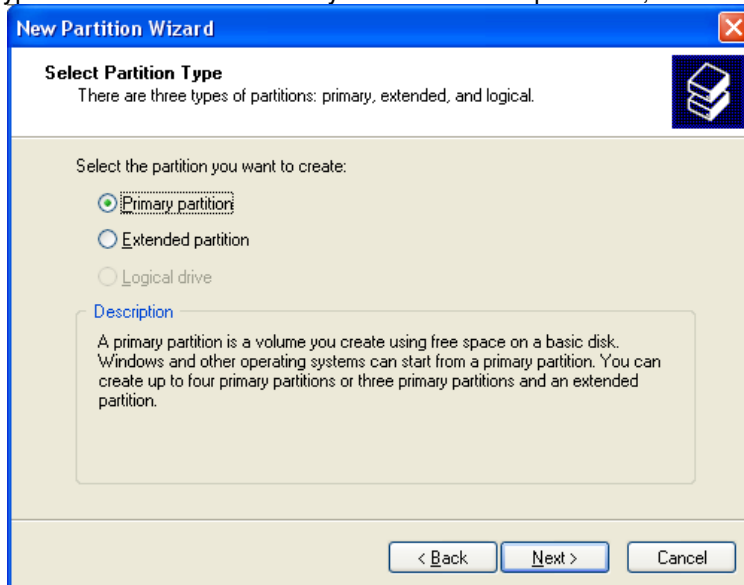 New Partition Wizard
Select Partition Type
There are three types of partitions: primary, extended, and logical.
Select the partition you want to create:
Primary partition
Extended partition
Logical drive
Description
A primary partition is a volume you create using free space on a basic disk.
Windows and other operating systems can start from a primary partition. You can
create up to four primary partitions or three primary partitions and an extended
partition.
< Back Next > Cancel